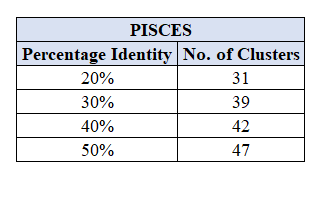 PISCES
Percentage Identity No. of Clusters
20% 31
30% 39
40% 42
50% 47